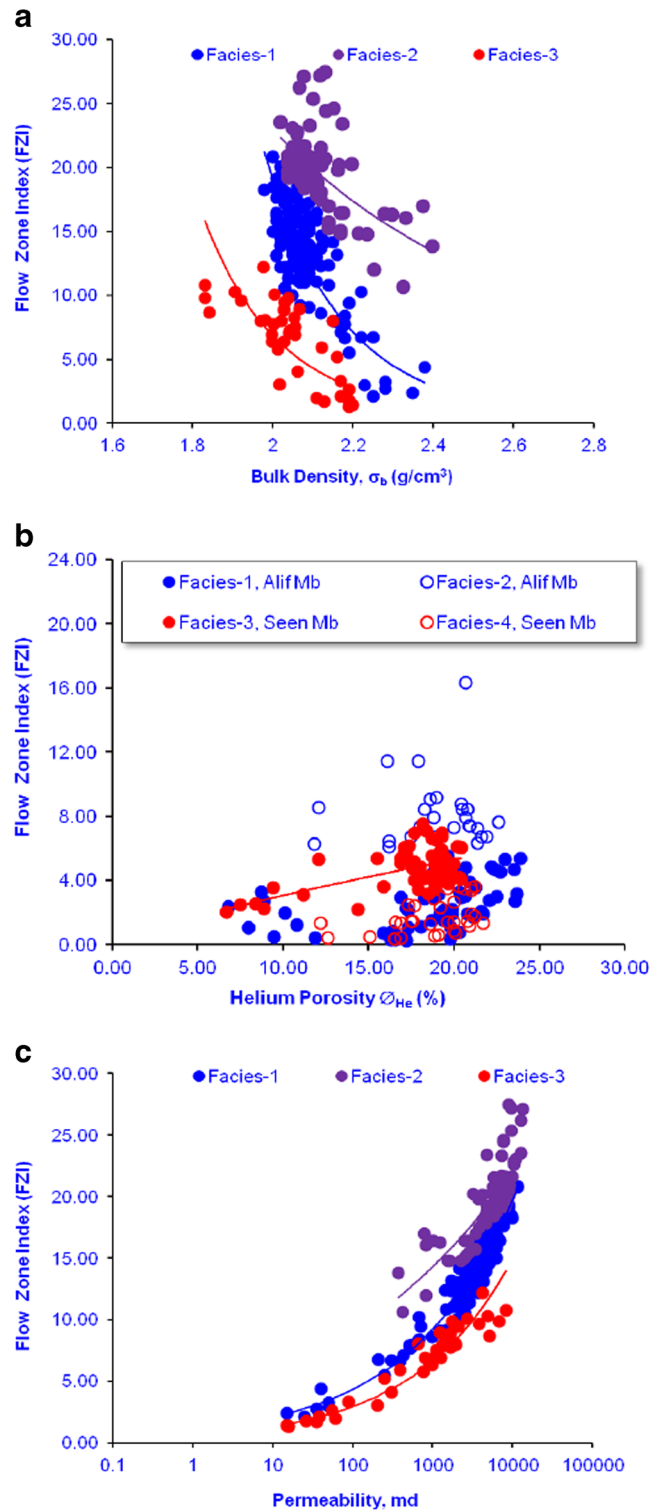 a
30.00
Facies-1 Facies-2 Facies-3
25.00
20.00
15.00
10.00
5.00
0.00
Flow Zone Index (FZI)
1.6 1.8 2 2.2 2.4 2.6 2.8
Bulk Density, σb (g/cm³)
b
24.00
Facies-1, Alif Mb Facies-2, Alif Mb
Facies-3, Seen Mb Facies-4, Seen Mb
20.00
16.00
12.00
8.00
4.00
0.00
Flow Zone Index (FZI)
0.00 5.00 10.00 15.00 20.00 25.00 30.00
Helium Porosity ∅He (%)
c
30.00
Facies-1 Facies-2 Facies-3
25.00
20.00
15.00
10.00
5.00
0.00
Flow Zone Index (FZI)
0.1 1 10 100 1000 10000 100000
Permeability, md